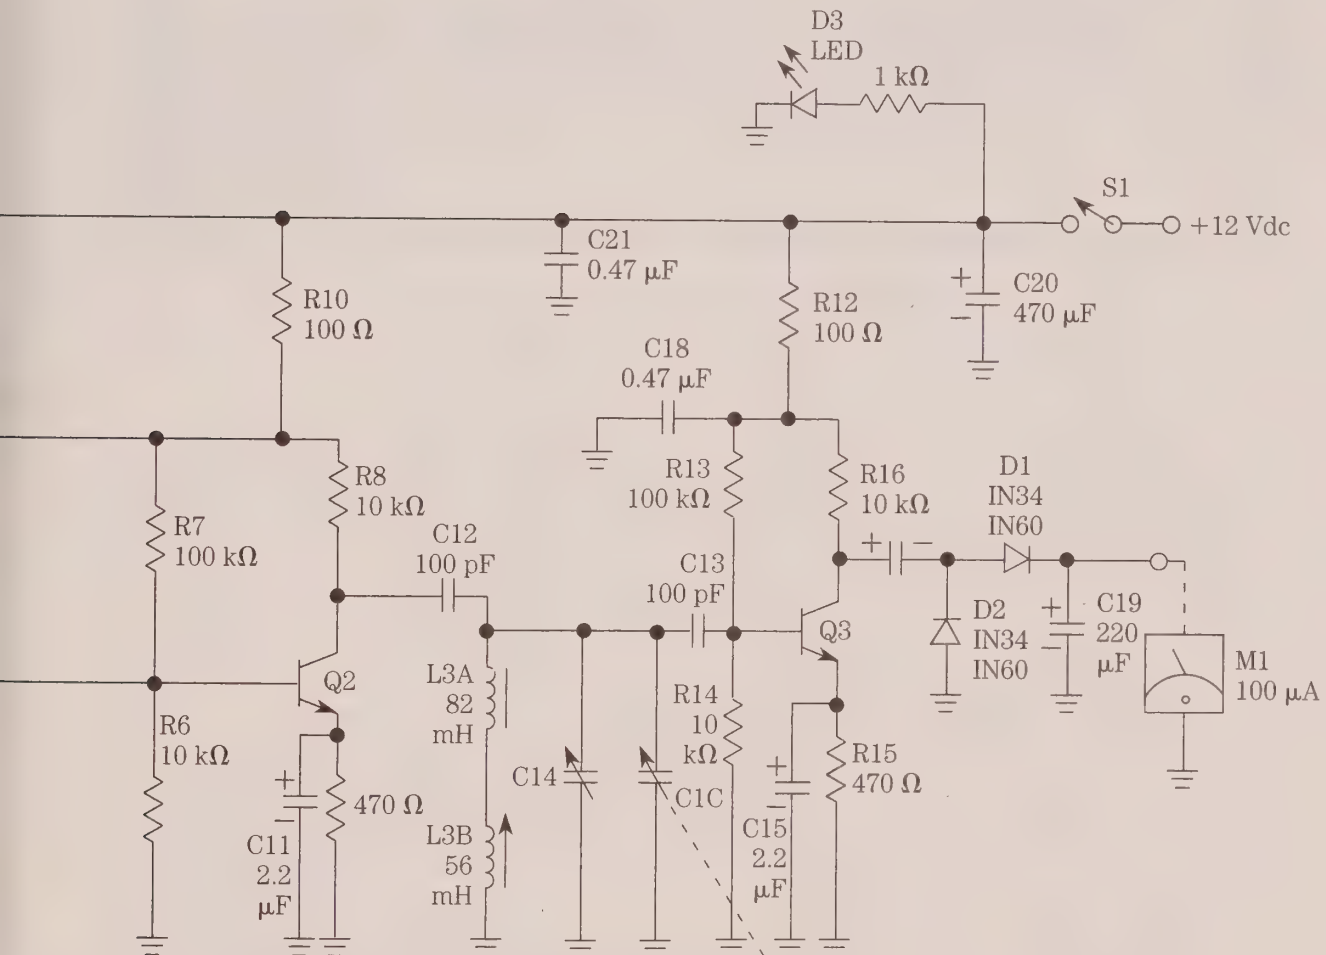 D3
LED
1 kΩ
S1
+12 Vdc
C21
0.47 µF
+
C20
470 µF
−
R10
100 Ω
R12
100 Ω
C18
0.47 µF
R8
10 kΩ
R13
100 kΩ
R16
10 kΩ
D1
IN34
IN60
R7
100 kΩ
C12
100 pF
C13
100 pF
+ −
Q3
D2
IN34
IN60
+
−
C19
220
µF
M1
100 µA
Q2
L3A
82
mH
R14
10
kΩ
R6
10 kΩ
+
−
C11
2.2
µF
470 Ω
C14
C1C
+
−
C15
2.2
µF
R15
470 Ω
L3B
56
mH